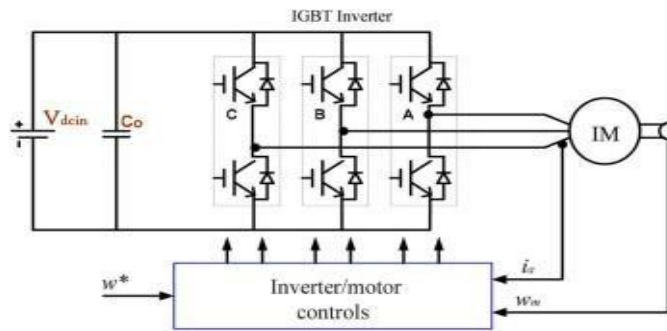 IGBT Inverter
+
-
Vdcin
Co
C
B
A
IM
w*
Inverter/motor
controls
is
wm